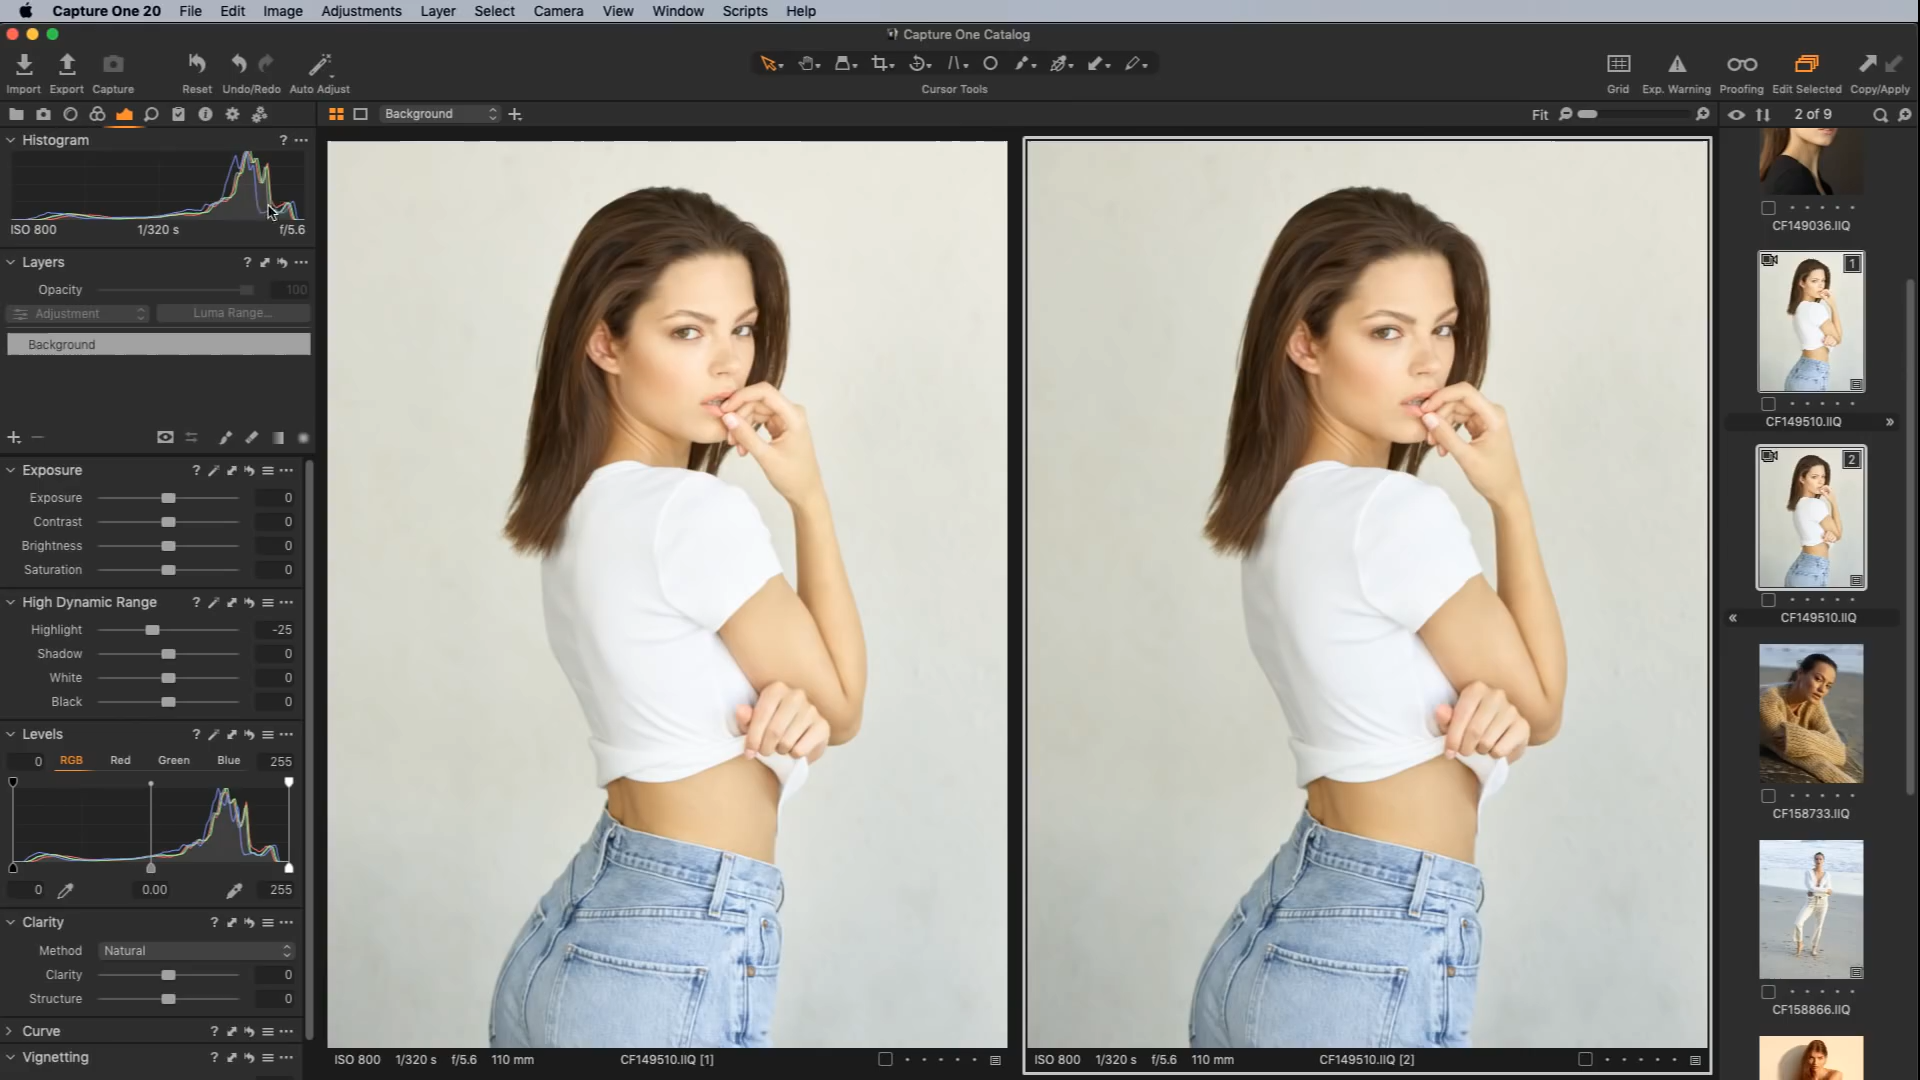 Capture One 20 File Edit Image Adjustments Layer Select Camera View Window Scripts Help
Capture One Catalog
Import Export Capture Reset Undo/Redo Auto Adjust Cursor Tools Grid Exp. Warning Proofing Edit Selected Copy/Apply
Background Fit 2 of 9
Histogram ?
ISO 800 1/320 s f/5.6
Layers ?
Opacity 100
Adjustment Luma Range...
Background
Exposure ?
Exposure 0
Contrast 0
Brightness 0
Saturation 0
High Dynamic Range ?
Highlight -25
Shadow 0
White 0
Black 0
Levels ?
0 RGB Red Green Blue 255
0 0.00 255
Clarity ?
Method Natural
Clarity 0
Structure 0
Curve ?
Vignetting ?
ISO 800 1/320 s f/5.6 110 mm CF149510.IIQ [1]
ISO 800 1/320 s f/5.6 110 mm CF149510.IIQ [2]
CF149036.IIQ
1
CF149510.IIQ »
2
« CF149510.IIQ
CF158733.IIQ
CF158866.IIQ